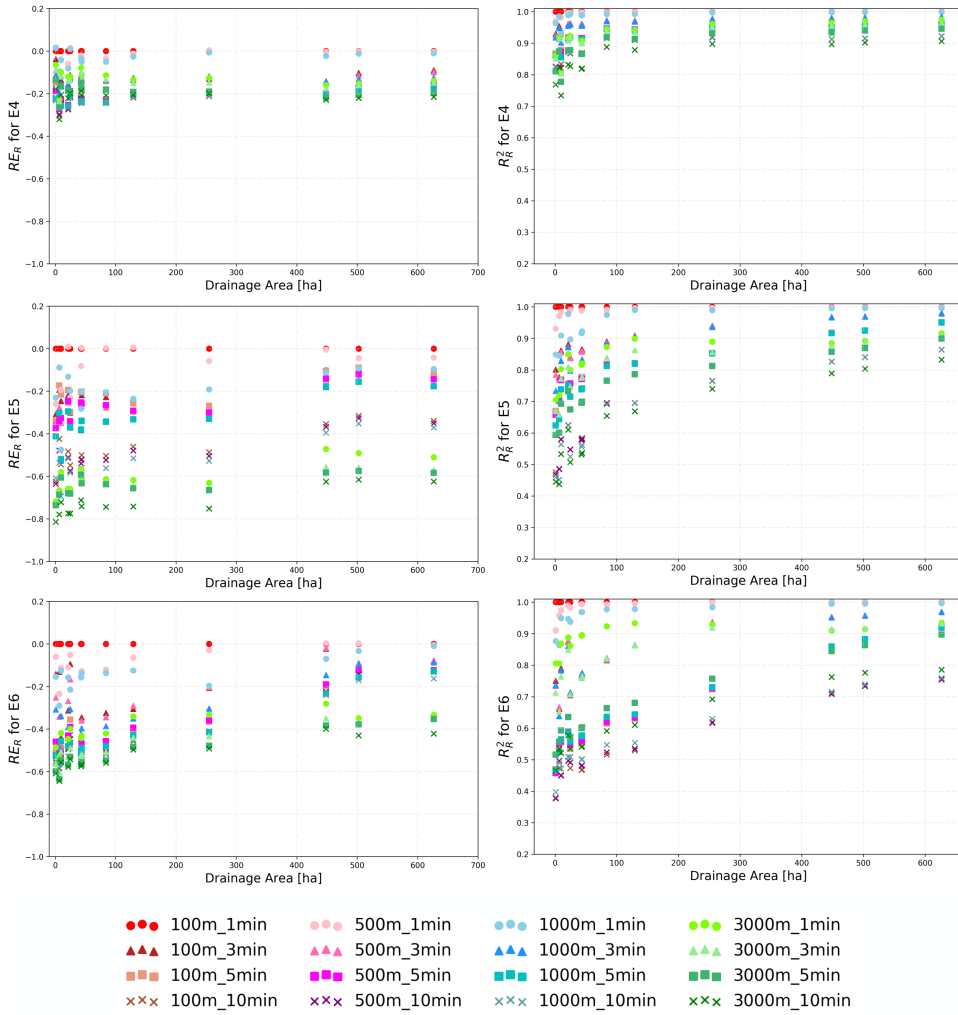 0.2
0.0
−0.2
−0.4
−0.6
−0.8
−1.0
RE_R for E4
0 100 200 300 400 500 600 700
Drainage Area [ha]
1.0
0.9
0.8
0.7
0.6
0.5
0.4
0.3
0.2
R_R^2 for E4
0 100 200 300 400 500 600
Drainage Area [ha]
0.2
0.0
−0.2
−0.4
−0.6
−0.8
−1.0
RE_R for E5
0 100 200 300 400 500 600 700
Drainage Area [ha]
1.0
0.9
0.8
0.7
0.6
0.5
0.4
0.3
0.2
R_R^2 for E5
0 100 200 300 400 500 600
Drainage Area [ha]
0.2
0.0
−0.2
−0.4
−0.6
−0.8
−1.0
RE_R for E6
0 100 200 300 400 500 600 700
Drainage Area [ha]
1.0
0.9
0.8
0.7
0.6
0.5
0.4
0.3
0.2
R_R^2 for E6
0 100 200 300 400 500 600
Drainage Area [ha]
100m_1min 500m_1min 1000m_1min 3000m_1min
100m_3min 500m_3min 1000m_3min 3000m_3min
100m_5min 500m_5min 1000m_5min 3000m_5min
100m_10min 500m_10min 1000m_10min 3000m_10min